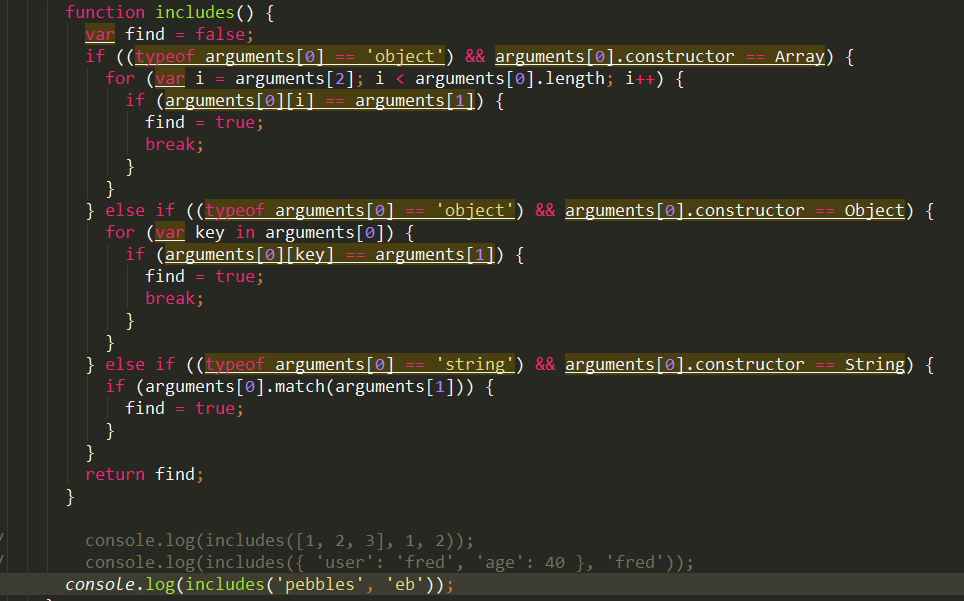 function includes() {
var find = false;
if ((typeof arguments[0] == 'object') && arguments[0].constructor == Array) {
for (var i = arguments[2]; i < arguments[0].length; i++) {
if (arguments[0][i] == arguments[1]) {
find = true;
break;
}
}
} else if ((typeof arguments[0] == 'object') && arguments[0].constructor == Object) {
for (var key in arguments[0]) {
if (arguments[0][key] == arguments[1]) {
find = true;
break;
}
}
} else if ((typeof arguments[0] == 'string') && arguments[0].constructor == String) {
if (arguments[0].match(arguments[1])) {
find = true;
}
}
return find;
}
/ console.log(includes([1, 2, 3], 1, 2));
/ console.log(includes({ 'user': 'fred', 'age': 40 }, 'fred'));
console.log(includes('pebbles', 'eb'));